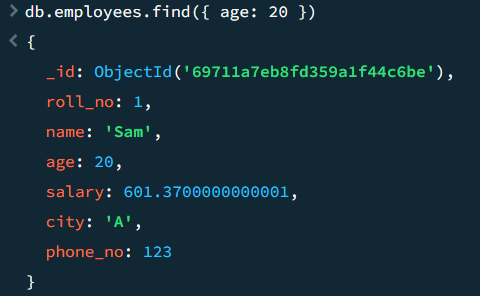 > db.employees.find({ age: 20 })
< {
_id: ObjectId('69711a7eb8fd359a1f44c6be'),
roll_no: 1,
name: 'Sam',
age: 20,
salary: 601.3700000000001,
city: 'A',
phone_no: 123
}